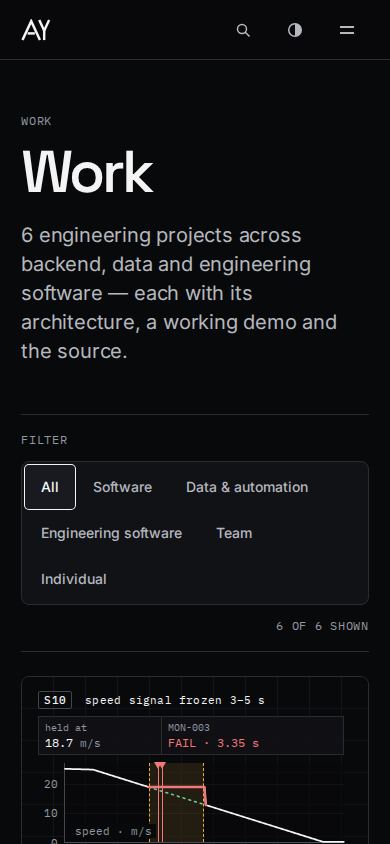 AY
WORK
Work
6 engineering projects across
backend, data and engineering
software — each with its
architecture, a working demo and
the source.
FILTER
All Software Data & automation
Engineering software Team
Individual
6 OF 6 SHOWN
S10 speed signal frozen 3–5 s
held at MON-003
18.7 m/s FAIL · 3.35 s
20
10
speed · m/s
0